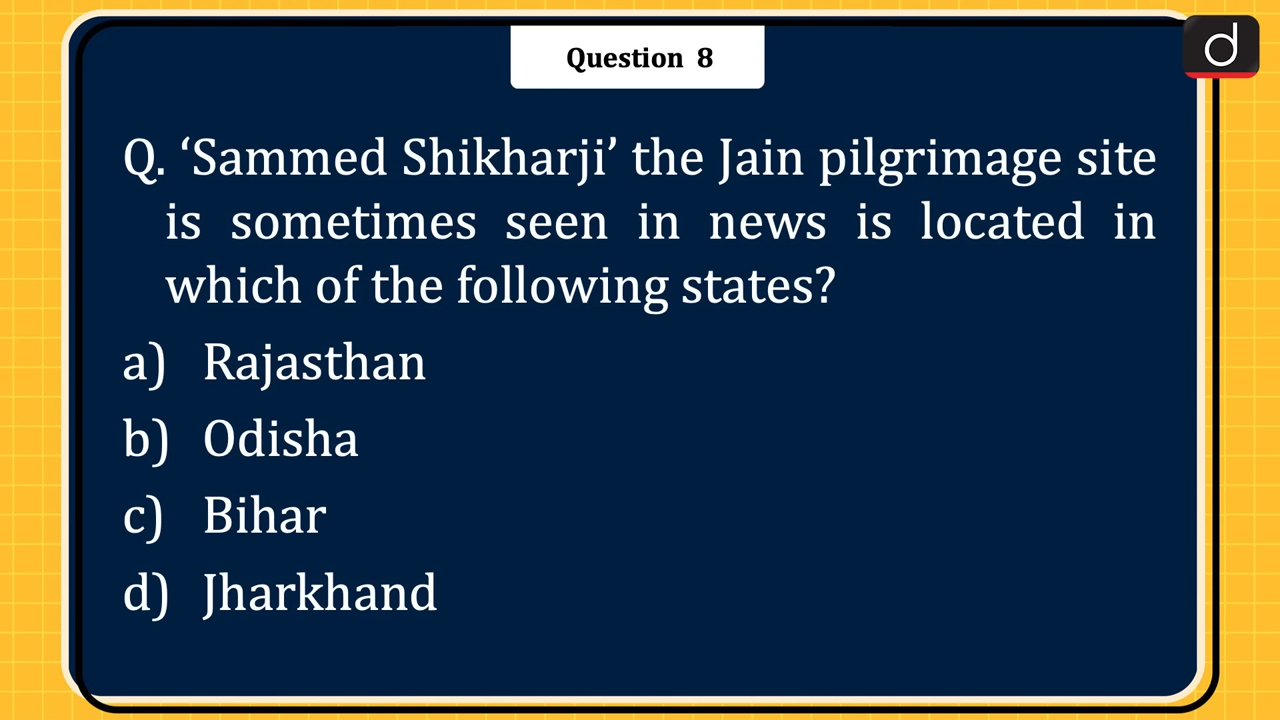 Question 8
d
Q. ‘Sammed Shikharji’ the Jain pilgrimage site
is sometimes seen in news is located in
which of the following states?
a) Rajasthan
b) Odisha
c) Bihar
d) Jharkhand